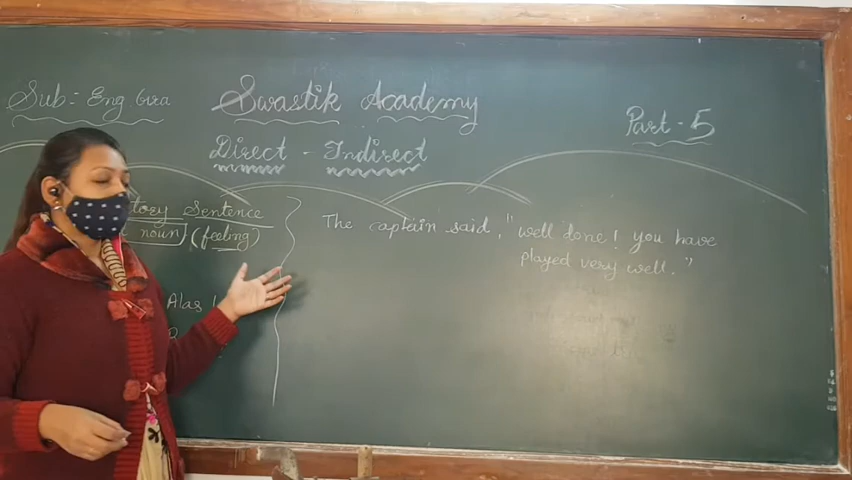 Sub: Eng. Gra
Swastik Academy
Part - 5
Direct - Indirect
tory Sentence
noun) (feeling)
Alas !
The captain said, "well done! you have
played very well."